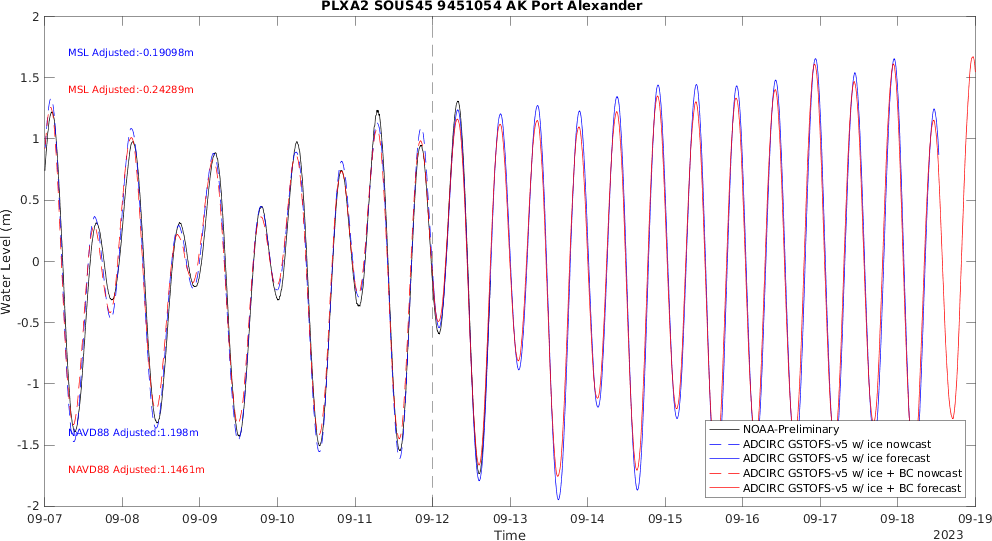 PLXA2 SOUS45 9451054 AK Port Alexander
2
1.5
1
0.5
0
-0.5
-1
-1.5
-2
Water Level (m)
MSL Adjusted:-0.19098m
MSL Adjusted:-0.24289m
NAVD88 Adjusted:1.198m
NAVD88 Adjusted:1.1461m
NOAA-Preliminary
ADCIRC GSTOFS-v5 w/ ice nowcast
ADCIRC GSTOFS-v5 w/ ice forecast
ADCIRC GSTOFS-v5 w/ ice + BC nowcast
ADCIRC GSTOFS-v5 w/ ice + BC forecast
09-07 09-08 09-09 09-10 09-11 09-12 09-13 09-14 09-15 09-16 09-17 09-18 09-19
Time
2023